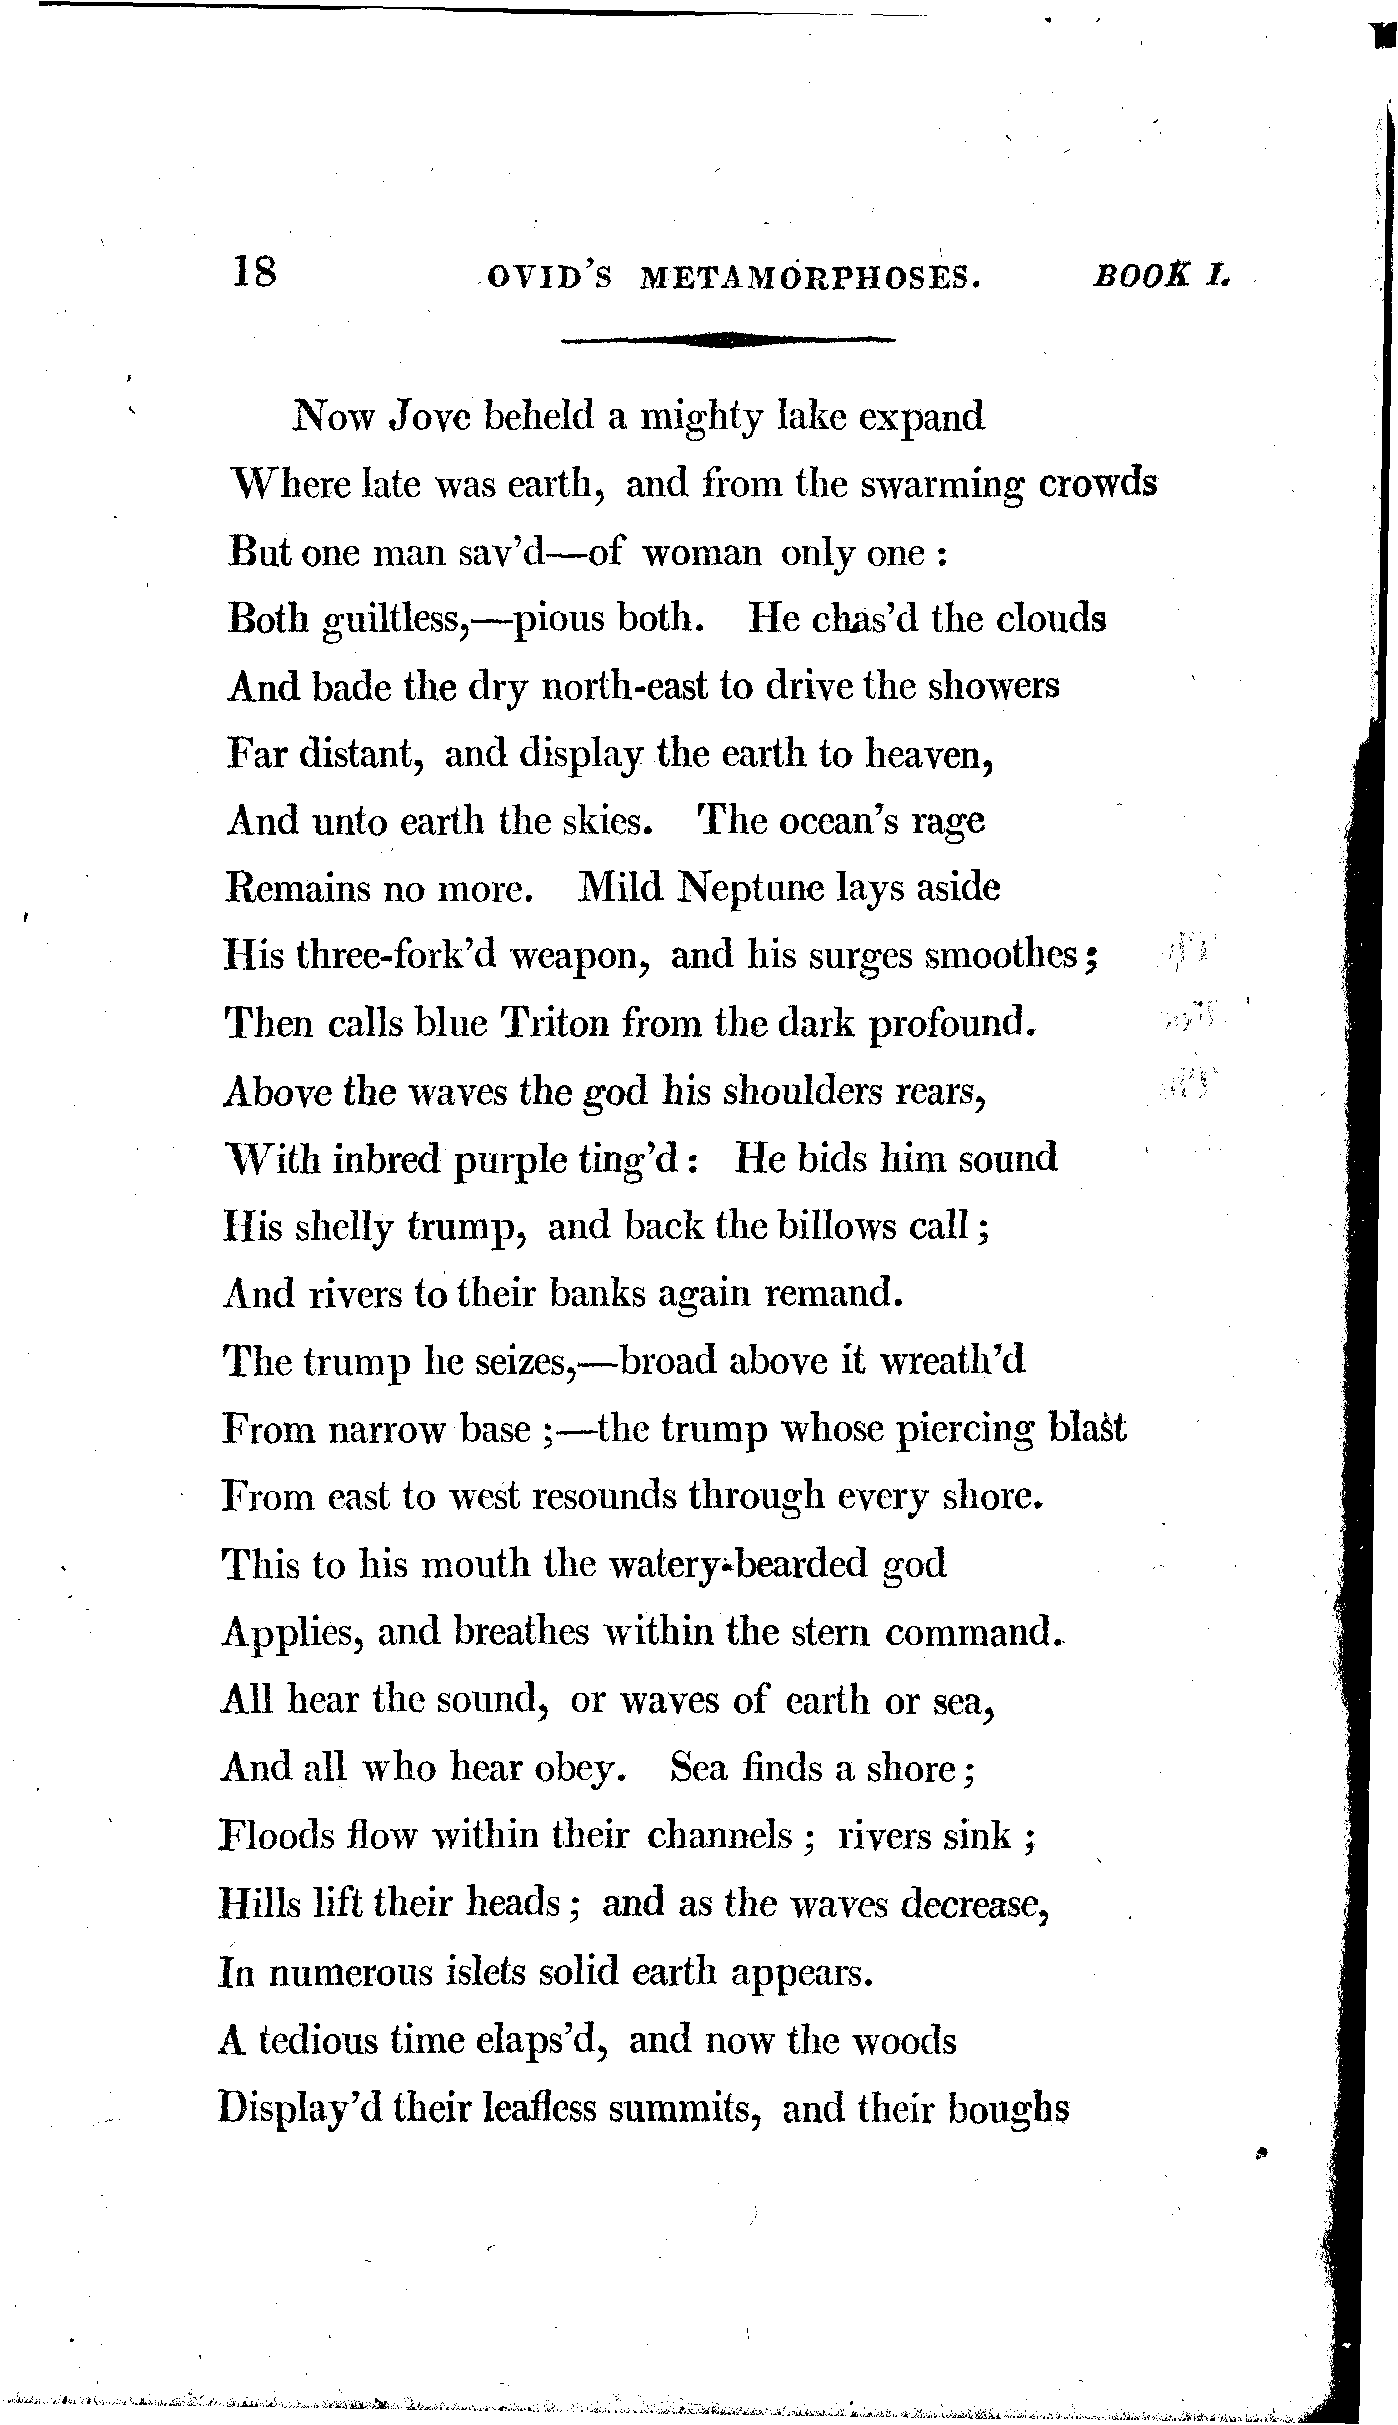 18 OVID'S METAMORPHOSES. BOOK I.
Now Jove beheld a mighty lake expand
Where late was earth, and from the swarming crowds
But one man sav'd—of woman only one :
Both guiltless,—pious both. He chas'd the clouds
And bade the dry north-east to drive the showers
Far distant, and display the earth to heaven,
And unto earth the skies. The ocean's rage
Remains no more. Mild Neptune lays aside
His three-fork'd weapon, and his surges smoothes;
Then calls blue Triton from the dark profound.
Above the waves the god his shoulders rears,
With inbred purple ting'd : He bids him sound
His shelly trump, and back the billows call ;
And rivers to their banks again remand.
The trump he seizes,—broad above it wreath'd
From narrow base ;—the trump whose piercing blast
From east to west resounds through every shore.
This to his mouth the watery-bearded god
Applies, and breathes within the stern command.
All hear the sound, or waves of earth or sea,
And all who hear obey. Sea finds a shore ;
Floods flow within their channels ; rivers sink ;
Hills lift their heads ; and as the waves decrease,
In numerous islets solid earth appears.
A tedious time elaps'd, and now the woods
Display'd their leafless summits, and their boughs